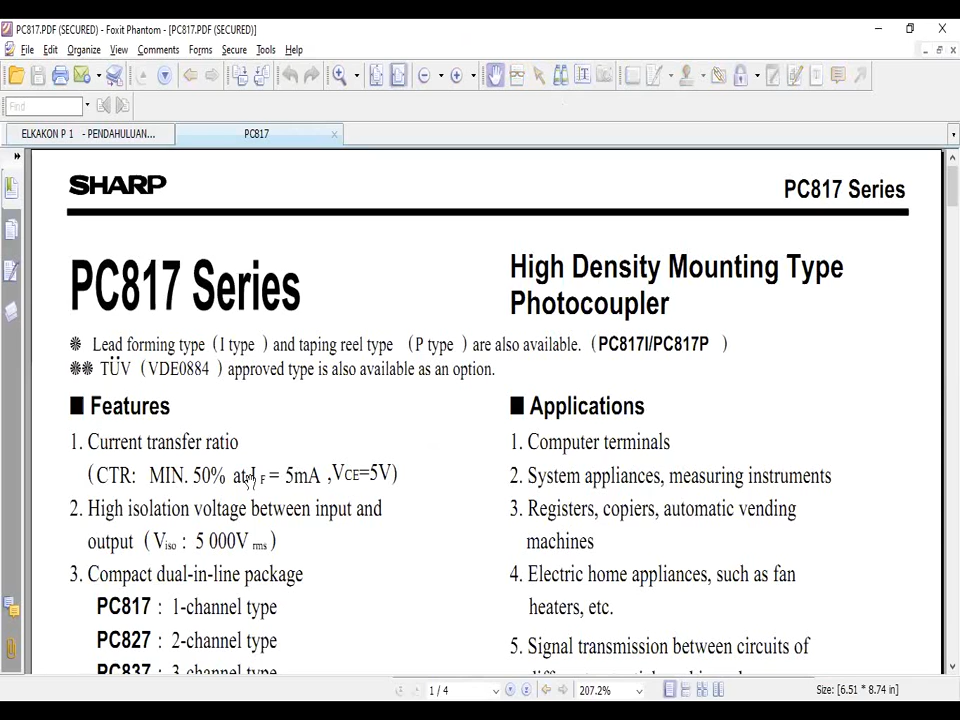 PC817.PDF (SECURED) - Foxit Phantom - [PC817.PDF (SECURED)]
File Edit Organize View Comments Forms Secure Tools Help
Find
ELKAKON P 1 - PENDAHULUAN... PC817
SHARP
PC817 Series
PC817 Series
High Density Mounting Type
Photocoupler
❋ Lead forming type (I type ) and taping reel type (P type ) are also available. (PC817I/PC817P )
❋❋ TÜV (VDE0884 ) approved type is also available as an option.
■ Features
1. Current transfer ratio
(CTR: MIN. 50% at IF = 5mA ,VCE=5V)
2. High isolation voltage between input and
output (Viso : 5 000Vrms )
3. Compact dual-in-line package
PC817 : 1-channel type
PC827 : 2-channel type
PC837 : 3-channel type
■ Applications
1. Computer terminals
2. System appliances, measuring instruments
3. Registers, copiers, automatic vending
machines
4. Electric home appliances, such as fan
heaters, etc.
5. Signal transmission between circuits of
1 / 4
207.2%
Size: [6.51 * 8.74 in]